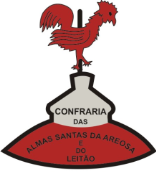 CONFRARIA
DAS
ALMAS SANTAS DA AREOSA
E
DO
LEITÃO